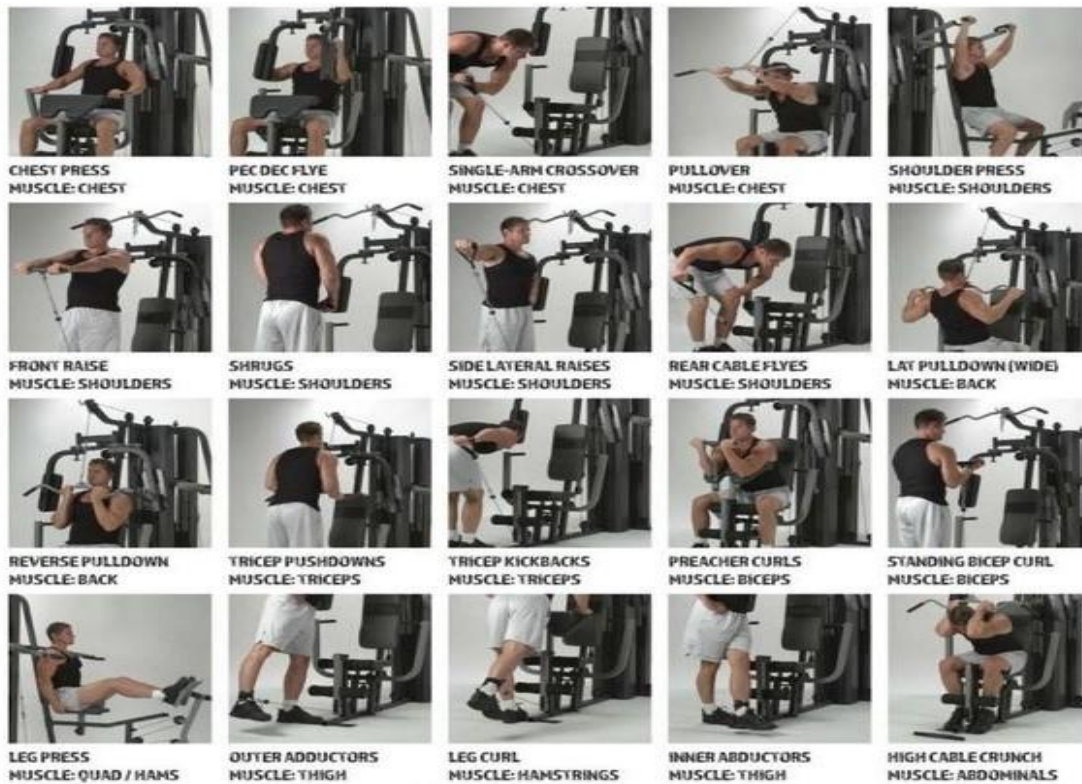 CHEST PRESS
MUSCLE: CHEST
PEC DEC FLYE
MUSCLE: CHEST
SINGLE-ARM CROSSOVER
MUSCLE: CHEST
PULLOVER
MUSCLE: CHEST
SHOULDER PRESS
MUSCLE: SHOULDERS
FRONT RAISE
MUSCLE: SHOULDERS
SHRUGS
MUSCLE: SHOULDERS
SIDE LATERAL RAISES
MUSCLE: SHOULDERS
REAR CABLE FLYES
MUSCLE: SHOULDERS
LAT PULLDOWN (WIDE)
MUSCLE: BACK
REVERSE PULLDOWN
MUSCLE: BACK
TRICEP PUSHDOWNS
MUSCLE: TRICEPS
TRICEP KICKBACKS
MUSCLE: TRICEPS
PREACHER CURLS
MUSCLE: BICEPS
STANDING BICEP CURL
MUSCLE: BICEPS
LEG PRESS
MUSCLE: QUAD / HAMS
OUTER ADDUCTORS
MUSCLE: THIGH
LEG CURL
MUSCLE: HAMSTRINGS
INNER ABDUCTORS
MUSCLE: THIGH
HIGH CABLE CRUNCH
MUSCLE: ABDOMINALS